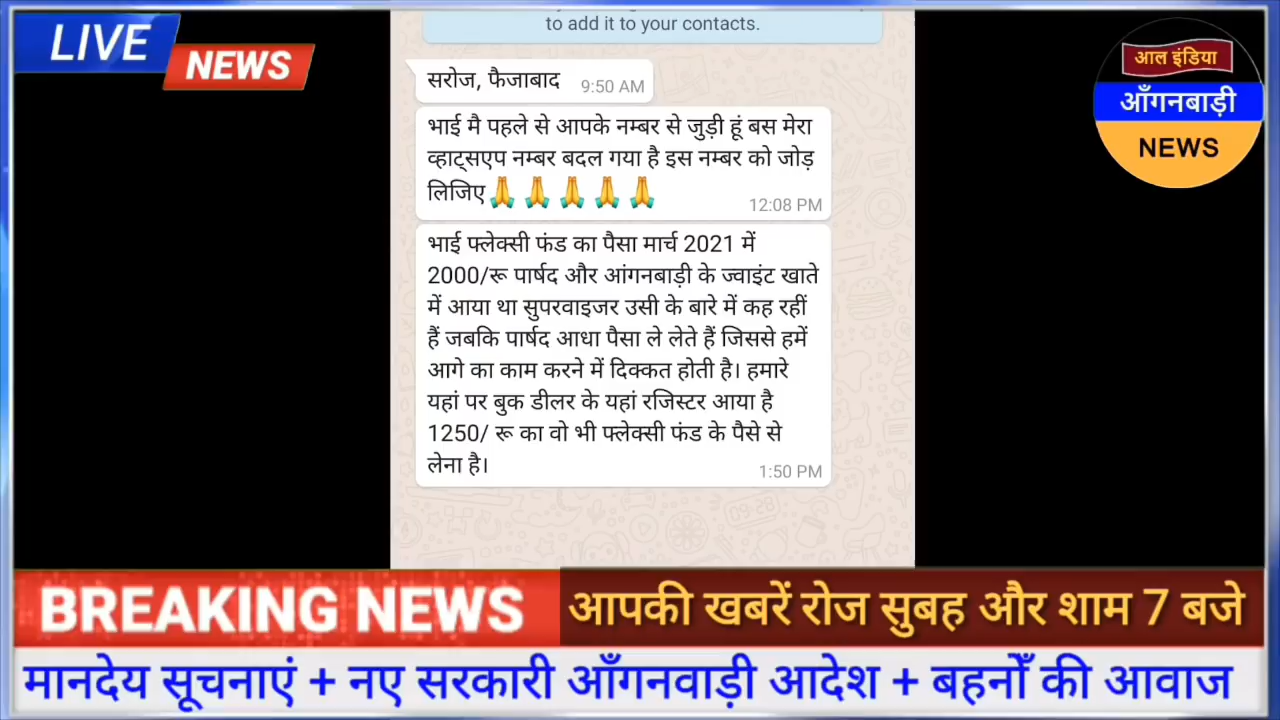 LIVE
NEWS
to add it to your contacts.
आल इंडिया
आँगनबाड़ी
NEWS
सरोज, फैजाबाद 9:50 AM
भाई मै पहले से आपके नम्बर से जुड़ी हूं बस मेरा
व्हाट्सएप नम्बर बदल गया है इस नम्बर को जोड़
लिजिए🙏🙏🙏🙏🙏 12:08 PM
भाई फ्लेक्सी फंड का पैसा मार्च 2021 में
2000/रू पार्षद और आंगनबाड़ी के ज्वाइंट खाते
में आया था सुपरवाइजर उसी के बारे में कह रहीं
हैं जबकि पार्षद आधा पैसा ले लेते हैं जिससे हमें
आगे का काम करने में दिक्कत होती है। हमारे
यहां पर बुक डीलर के यहां रजिस्टर आया है
1250/ रू का वो भी फ्लेक्सी फंड के पैसे से
लेना है। 1:50 PM
BREAKING NEWS
आपकी खबरें रोज सुबह और शाम 7 बजे
मानदेय सूचनाएं + नए सरकारी आँगनवाड़ी आदेश + बहनोँ की आवाज